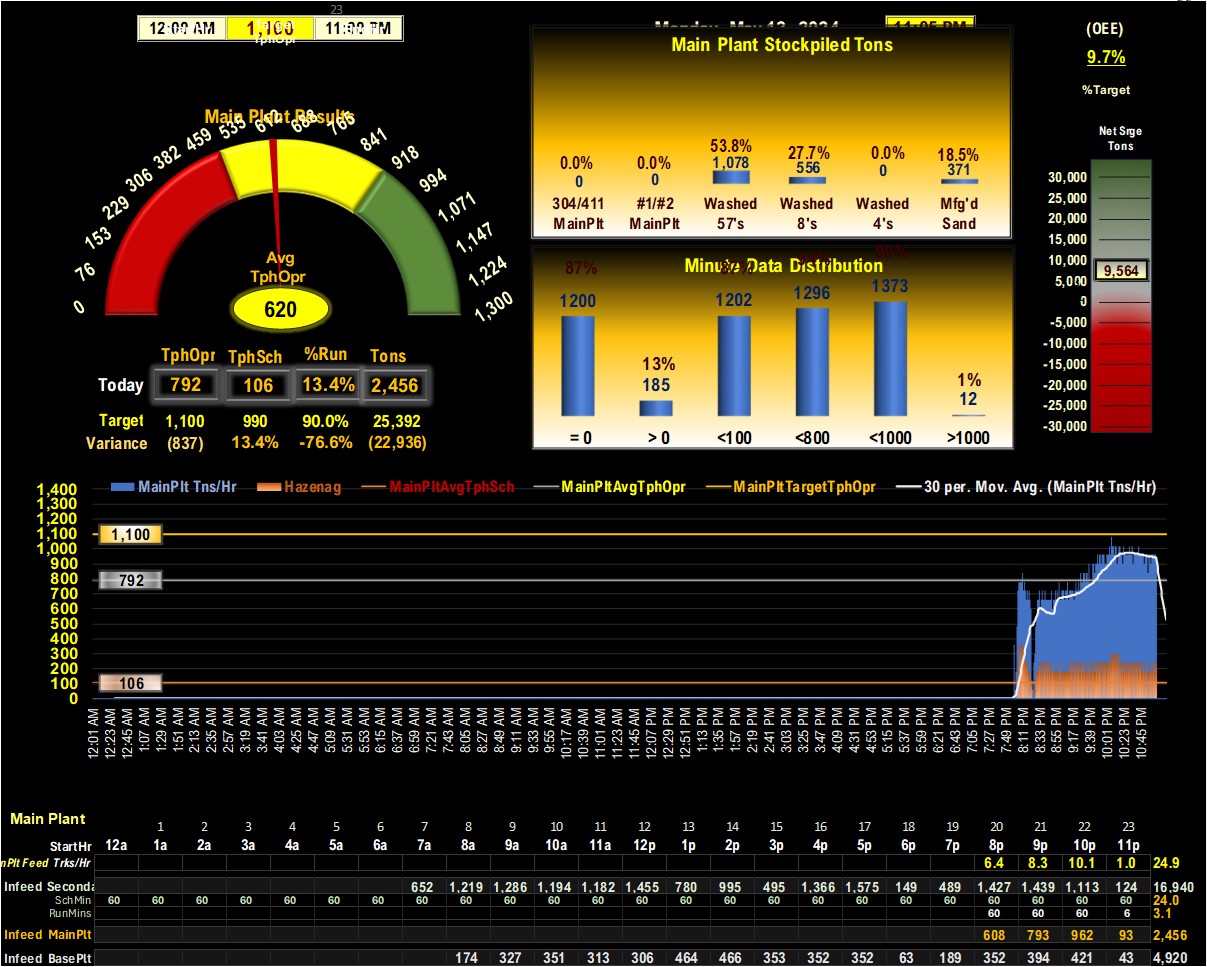 23
12:00 AM 1,100 11:00 PM
Monday, May 13, 2024 11:05 PM
(OEE)
9.7%
%Target
Net Srge
Tons
30,000
25,000
20,000
15,000
10,000
5,000
0
-5,000
-10,000
-15,000
-20,000
-25,000
-30,000
9,564
Main Plant Results
0 76 153 229 306 382 459 535 612 688 765 841 918 994 1,071 1,147 1,224 1,300
Avg
TphOpr
620
TphOpr TphSch %Run Tons
Today 792 106 13.4% 2,456
Target 1,100 990 90.0% 25,392
Variance (837) 13.4% -76.6% (22,936)
Main Plant Stockpiled Tons
0.0% 0.0% 53.8% 27.7% 0.0% 18.5%
0 0 1,078 556 0 371
304/411 #1/#2 Washed Washed Washed Mfg'd
MainPlt MainPlt 57's 8's 4's Sand
Minute Data Distribution
87% 13% 1%
1200 185 1202 1296 1373 12
= 0 > 0 <100 <800 <1000 >1000
MainPlt Tns/Hr Hazenag MainPltAvgTphSch MainPltAvgTphOpr MainPltTargetTphOpr 30 per. Mov. Avg. (MainPlt Tns/Hr)
1,400
1,300
1,200
1,100
1,000
900
800
700
600
500
400
300
200
100
0
1,100
792
106
12:01 AM 12:23 AM 12:45 AM 1:07 AM 1:29 AM 1:51 AM 2:13 AM 2:35 AM 2:57 AM 3:19 AM 3:41 AM 4:03 AM 4:25 AM 4:47 AM 5:09 AM 5:31 AM 5:53 AM 6:15 AM 6:37 AM 6:59 AM 7:21 AM 7:43 AM 8:05 AM 8:27 AM 8:49 AM 9:11 AM 9:33 AM 9:55 AM 10:17 AM 10:39 AM 11:01 AM 11:23 AM 11:45 AM 12:07 PM 12:29 PM 12:51 PM 1:13 PM 1:35 PM 1:57 PM 2:19 PM 2:41 PM 3:03 PM 3:25 PM 3:47 PM 4:09 PM 4:31 PM 4:53 PM 5:15 PM 5:37 PM 5:59 PM 6:21 PM 6:43 PM 7:05 PM 7:27 PM 7:49 PM 8:11 PM 8:33 PM 8:55 PM 9:17 PM 9:39 PM 10:01 PM 10:23 PM 10:45 PM
Main Plant
1 2 3 4 5 6 7 8 9 10 11 12 13 14 15 16 17 18 19 20 21 22 23
StartHr 12a 1a 2a 3a 4a 5a 6a 7a 8a 9a 10a 11a 12p 1p 2p 3p 4p 5p 6p 7p 8p 9p 10p 11p
nPlt Feed Trks/Hr 6.4 8.3 10.1 1.0 24.9
Infeed Seconda 652 1,219 1,286 1,194 1,182 1,455 780 995 495 1,366 1,575 149 489 1,427 1,439 1,113 124 16,940
SchMin 60 60 60 60 60 60 60 60 60 60 60 60 60 60 60 60 60 60 60 60 60 60 60 60 24.0
RunMins 60 60 60 6 3.1
Infeed MainPlt 608 793 962 93 2,456
Infeed BasePlt 174 327 351 313 306 464 466 353 352 352 63 189 352 394 421 43 4,920